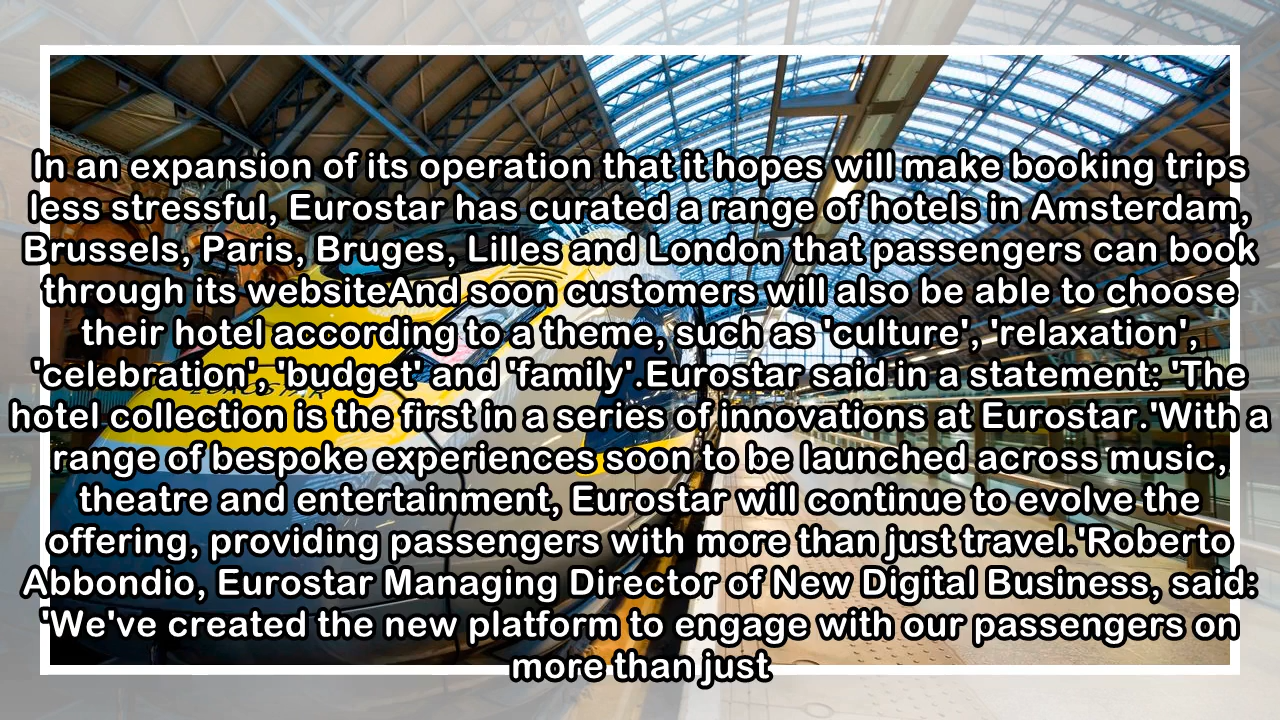 In an expansion of its operation that it hopes will make booking trips
less stressful, Eurostar has curated a range of hotels in Amsterdam,
Brussels, Paris, Bruges, Lilles and London that passengers can book
through its websiteAnd soon customers will also be able to choose
their hotel according to a theme, such as 'culture', 'relaxation',
'celebration', 'budget' and 'family'.Eurostar said in a statement: 'The
hotel collection is the first in a series of innovations at Eurostar.'With a
range of bespoke experiences soon to be launched across music,
theatre and entertainment, Eurostar will continue to evolve the
offering, providing passengers with more than just travel.'Roberto
Abbondio, Eurostar Managing Director of New Digital Business, said:
'We've created the new platform to engage with our passengers on
more than just
EUROSTAR